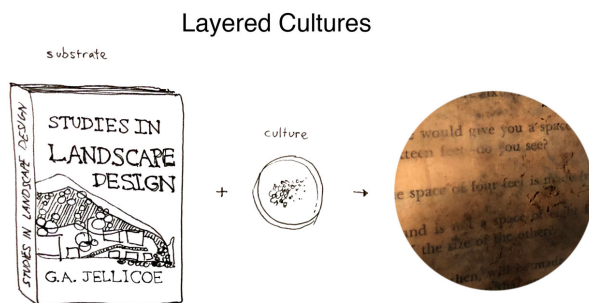 Layered Cultures
substrate
STUDIES IN LANDSCAPE DESIGN
STUDIES IN
LANDSCAPE
DESIGN
G.A. JELLICOE
culture
+
→
would give you a space
feet—do you see?
space of four feet is
and is not a space of
the size of the other